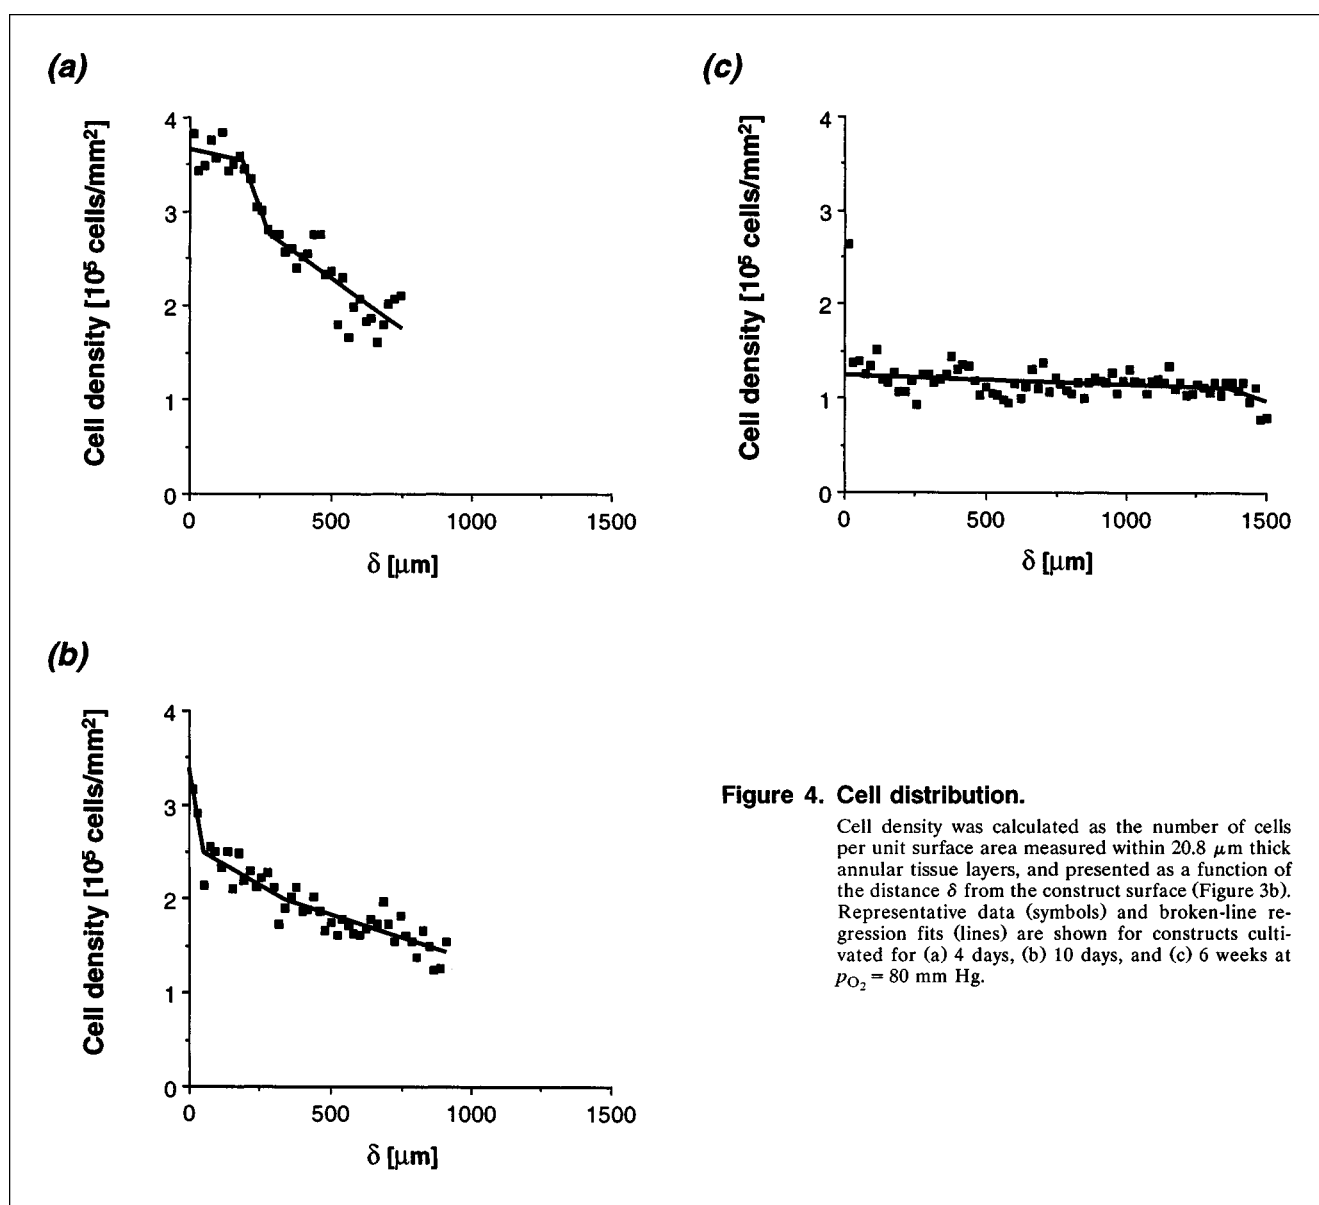 (a)
Cell density [10⁵ cells/mm²]
4
3
2
1
0
0 500 1000 1500
δ [μm]
(c)
Cell density [10⁵ cells/mm²]
4
3
2
1
0
0 500 1000 1500
δ [μm]
(b)
Cell density [10⁵ cells/mm²]
4
3
2
1
0
0 500 1000 1500
δ [μm]
Figure 4. Cell distribution.
Cell density was calculated as the number of cells
per unit surface area measured within 20.8 μm thick
annular tissue layers, and presented as a function of
the distance δ from the construct surface (Figure 3b).
Representative data (symbols) and broken-line re-
gression fits (lines) are shown for constructs culti-
vated for (a) 4 days, (b) 10 days, and (c) 6 weeks at
pO₂ = 80 mm Hg.